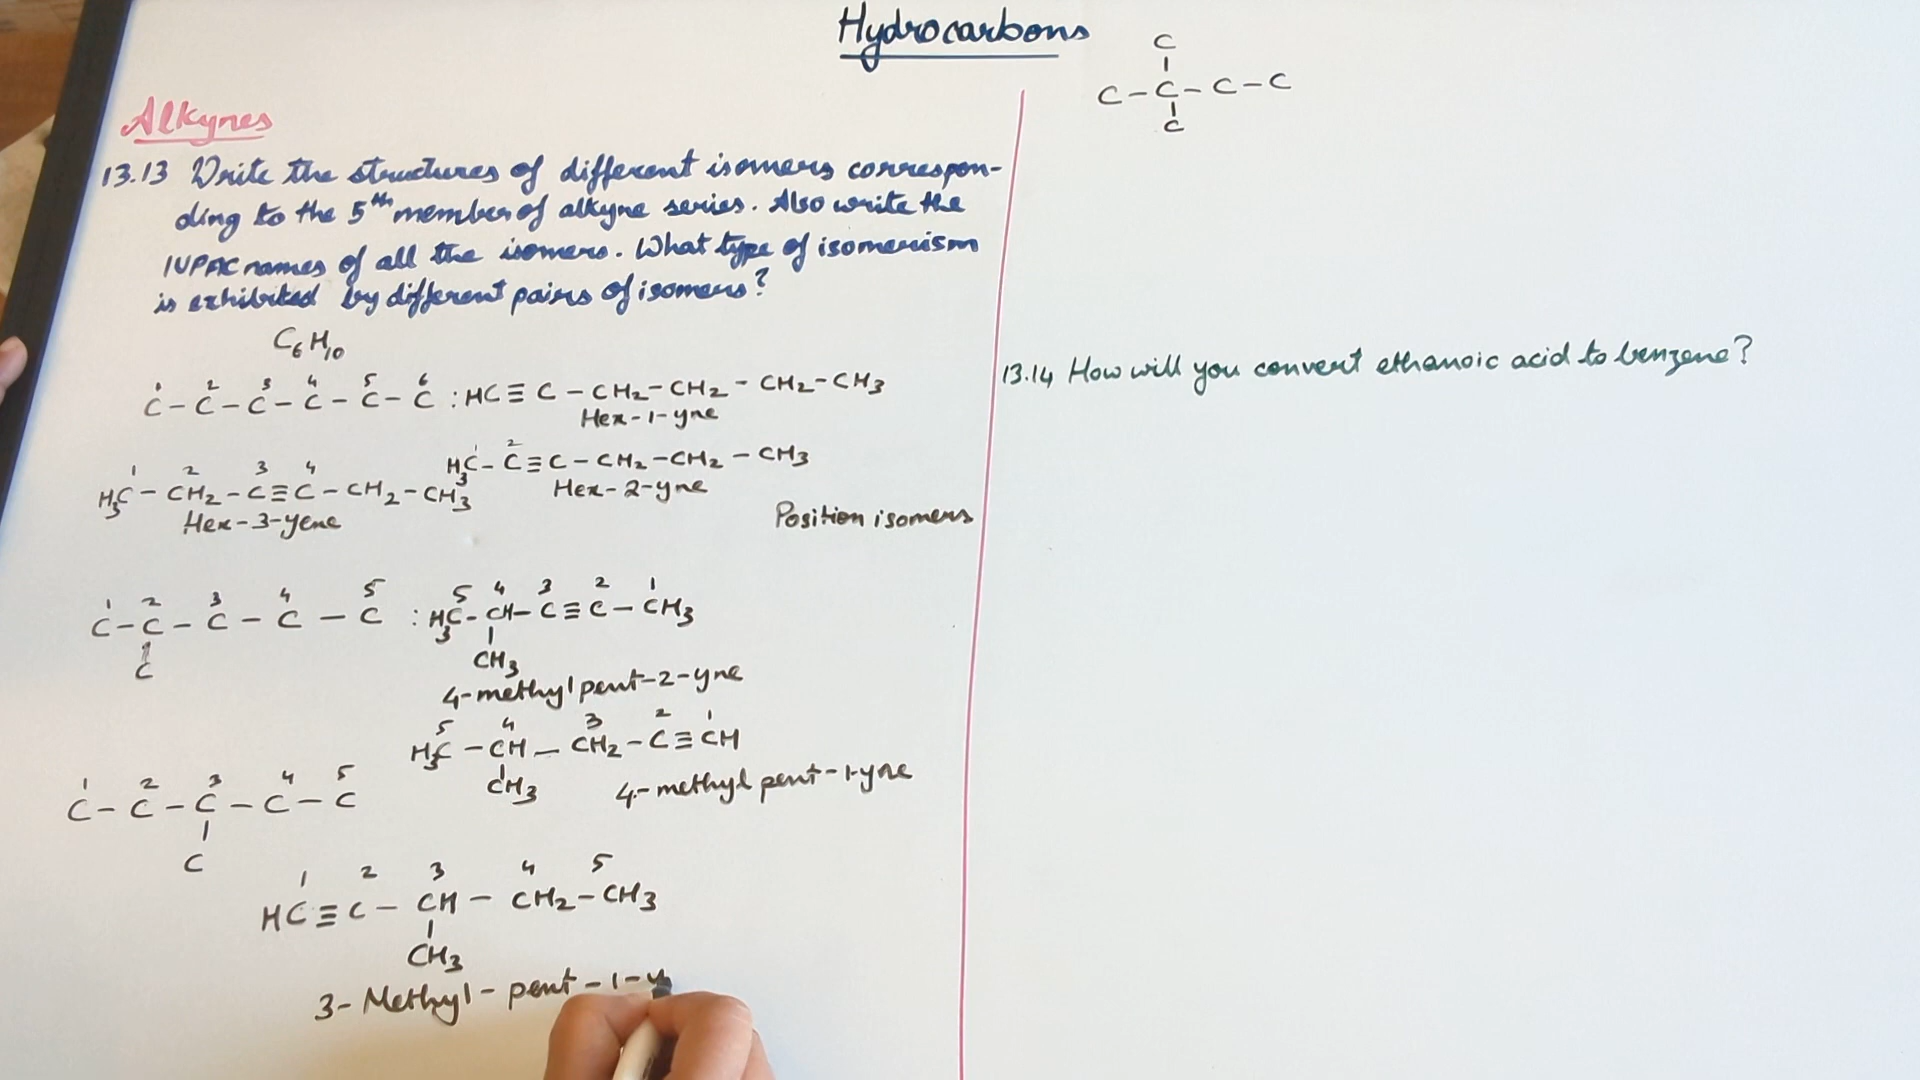 Hydrocarbons
Alkynes
13.13 Write the structures of different isomers correspon-
ding to the 5th member of alkyne series. Also write the
IUPAC names of all the isomers. What type of isomerism
is exhibited by different pairs of isomers?
C6H10
1 2 3 4 5 6
C-C-C-C-C-C : HC≡C-CH2-CH2-CH2-CH3
Hex-1-yne
1 2
H3C-C≡C-CH2-CH2-CH3
Hex-2-yne
1 2 3 4
H3C-CH2-C≡C-CH2-CH3
Hex-3-yene
Position isomers
1 2 3 4 5
C-C-C-C-C :
C
5 4 3 2 1
H3C-CH-C≡C-CH3
CH3
4-methyl pent-2-yne
5 4 3 2 1
H3C-CH-CH2-C≡CH
CH3
4-methyl pent-1-yne
1 2 3 4 5
C-C-C-C-C
C
1 2 3 4 5
HC≡C-CH-CH2-CH3
CH3
3-Methyl-pent-1-y
C
C-C-C-C
C
13.14 How will you convert ethanoic acid to benzene?